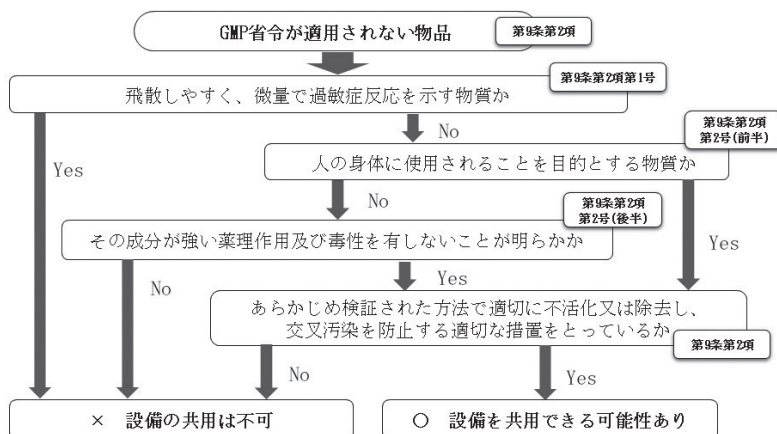 GMP省令が適用されない物品
第9条第2項
第9条第2項第1号
飛散しやすく、微量で過敏症反応を示す物質か
No
第9条第2項
第2号(前半)
Yes
人の身体に使用されることを目的とする物質か
No
第9条第2項
第2号(後半)
その成分が強い薬理作用及び毒性を有しないことが明らかか
Yes
No
Yes
あらかじめ検証された方法で適切に不活化又は除去し、
交叉汚染を防止する適切な措置をとっているか
第9条第2項
No
Yes
× 設備の共用は不可
○ 設備を共用できる可能性あり